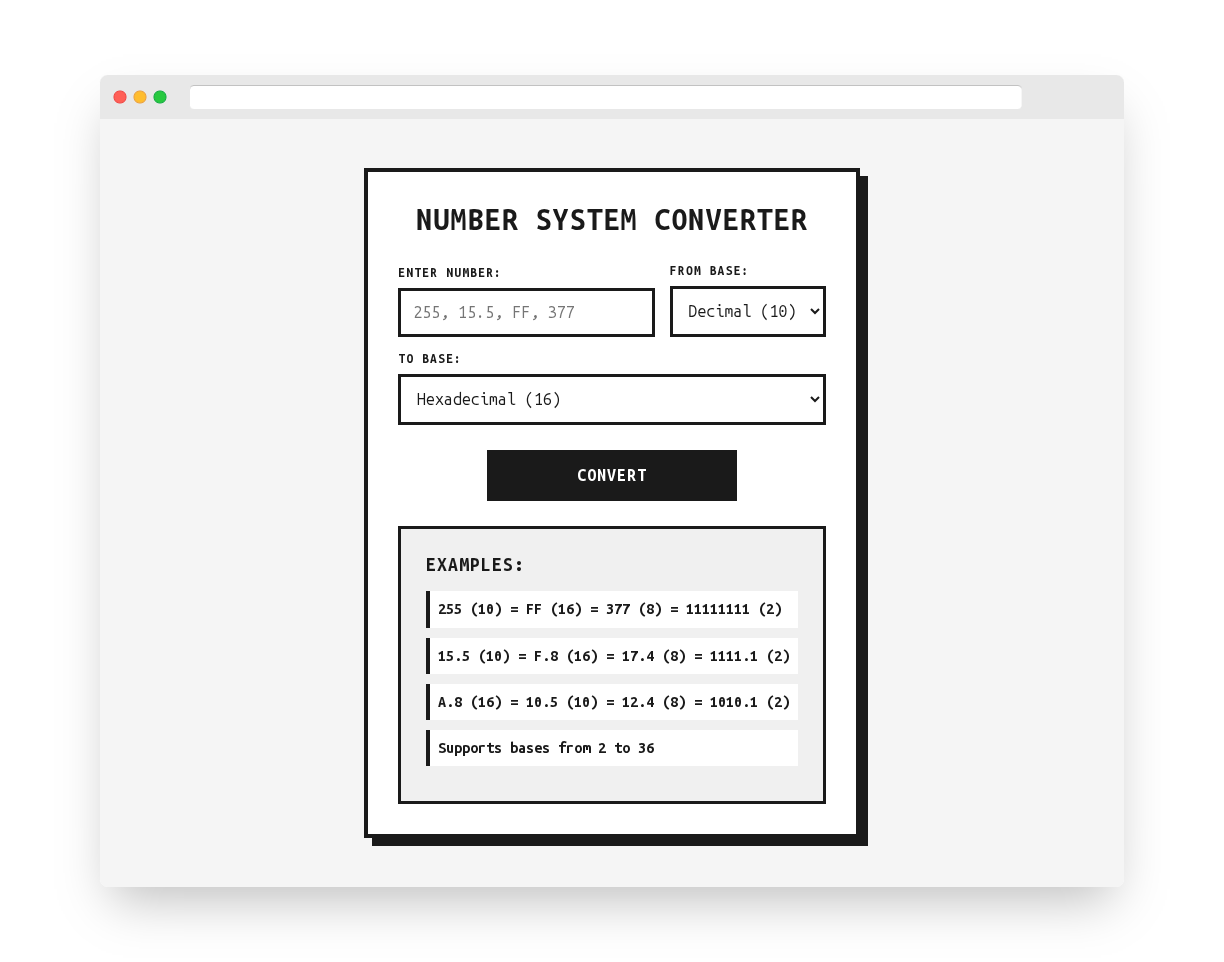 NUMBER SYSTEM CONVERTER
ENTER NUMBER:
FROM BASE:
255, 15.5, FF, 377
Decimal (10)
TO BASE:
Hexadecimal (16)
CONVERT
EXAMPLES:
255 (10) = FF (16) = 377 (8) = 11111111 (2)
15.5 (10) = F.8 (16) = 17.4 (8) = 1111.1 (2)
A.8 (16) = 10.5 (10) = 12.4 (8) = 1010.1 (2)
Supports bases from 2 to 36